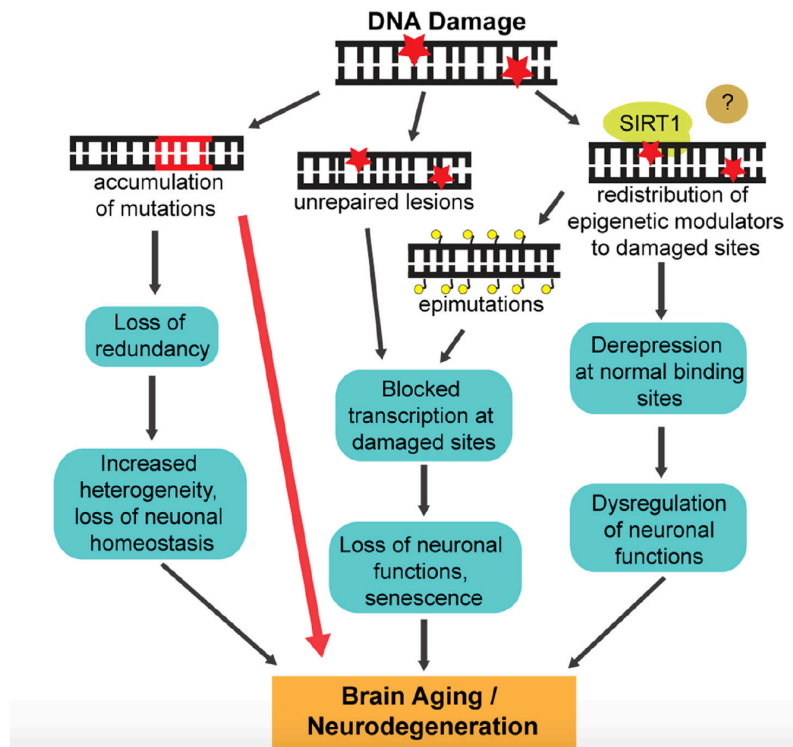 DNA Damage
?
SIRT1
accumulation
of mutations
unrepaired lesions
redistribution of
epigenetic modulators
to damaged sites
epimutations
Loss of
redundancy
Derepression
at normal binding
sites
Blocked
transcription at
damaged sites
Increased
heterogeneity,
loss of neuonal
homeostasis
Dysregulation
of neuronal
functions
Loss of neuronal
functions,
senescence
Brain Aging /
Neurodegeneration